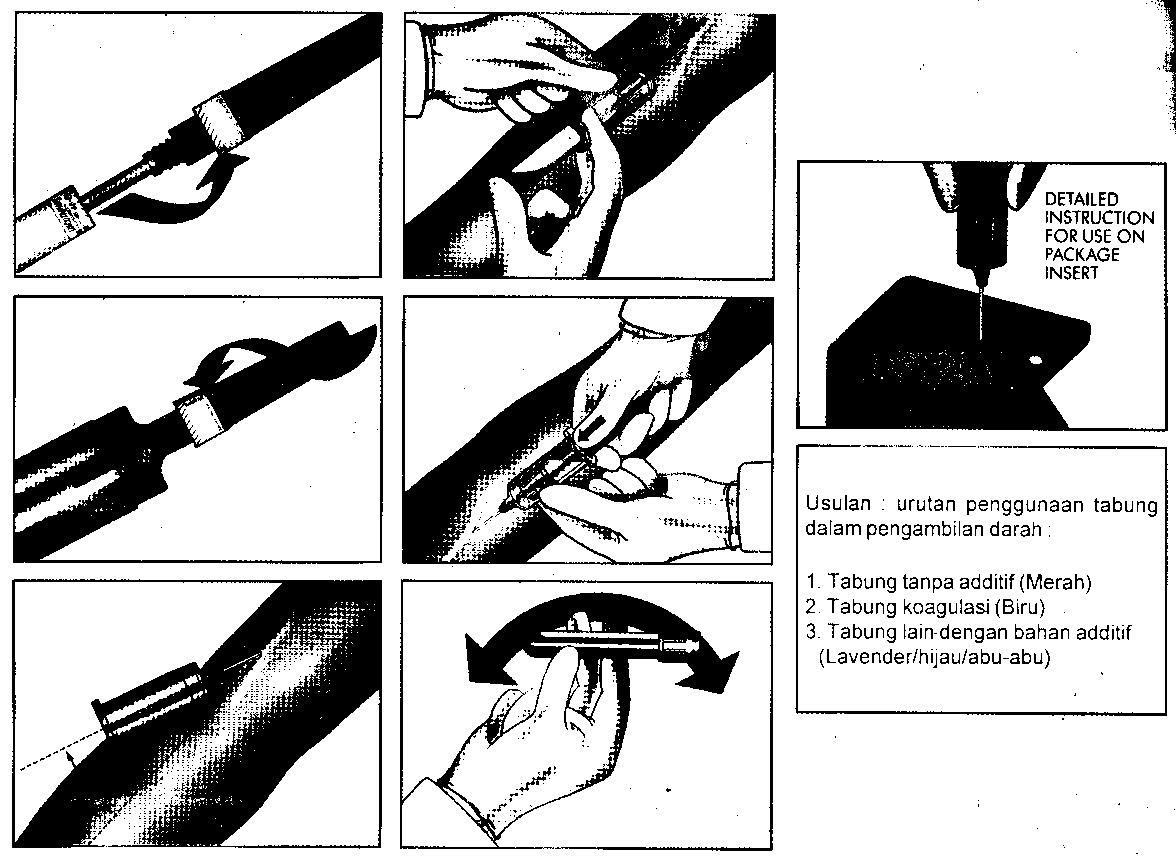 DETAILED
INSTRUCTION
FOR USE ON
PACKAGE
INSERT
Usulan : urutan penggunaan tabung
dalam pengambilan darah :
1. Tabung tanpa additif (Merah)
2. Tabung koagulasi (Biru)
3. Tabung lain dengan bahan additif
(Lavender/hijau/abu-abu)